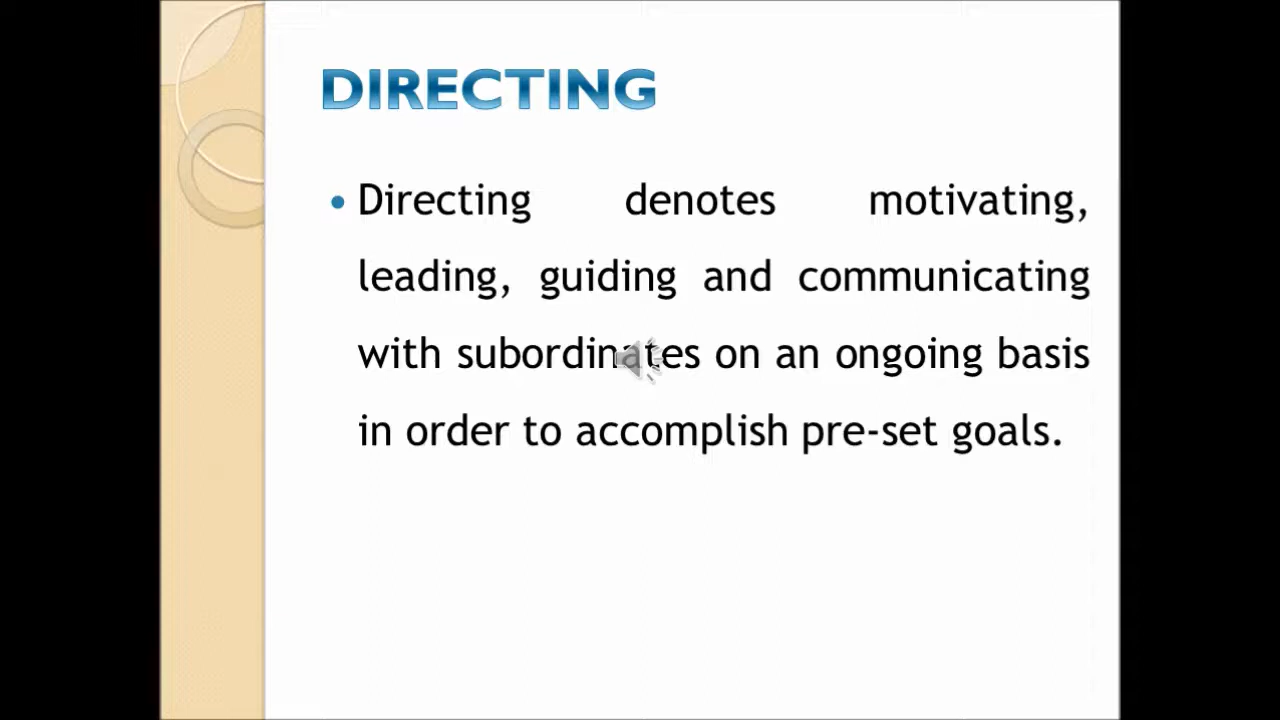 DIRECTING
• Directing denotes motivating,
leading, guiding and communicating
with subordinates on an ongoing basis
in order to accomplish pre-set goals.